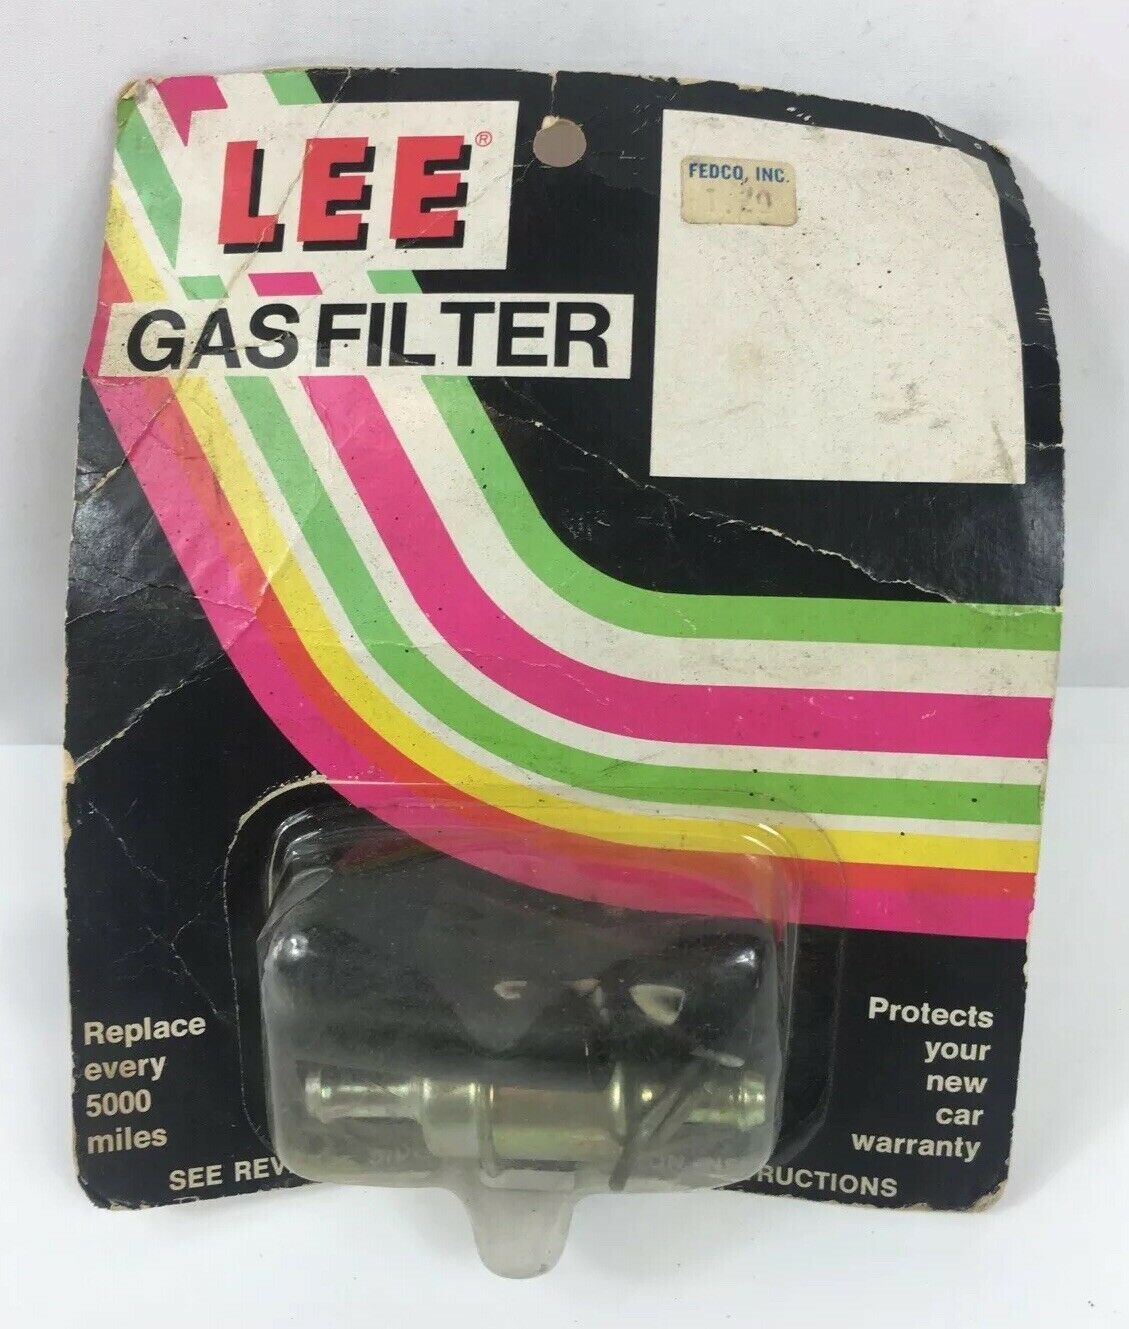 LEE®
GAS FILTER
FEDCO, INC.
Replace
every
5000
miles
Protects
your
new
car
warranty
SEE REV
RUCTIONS